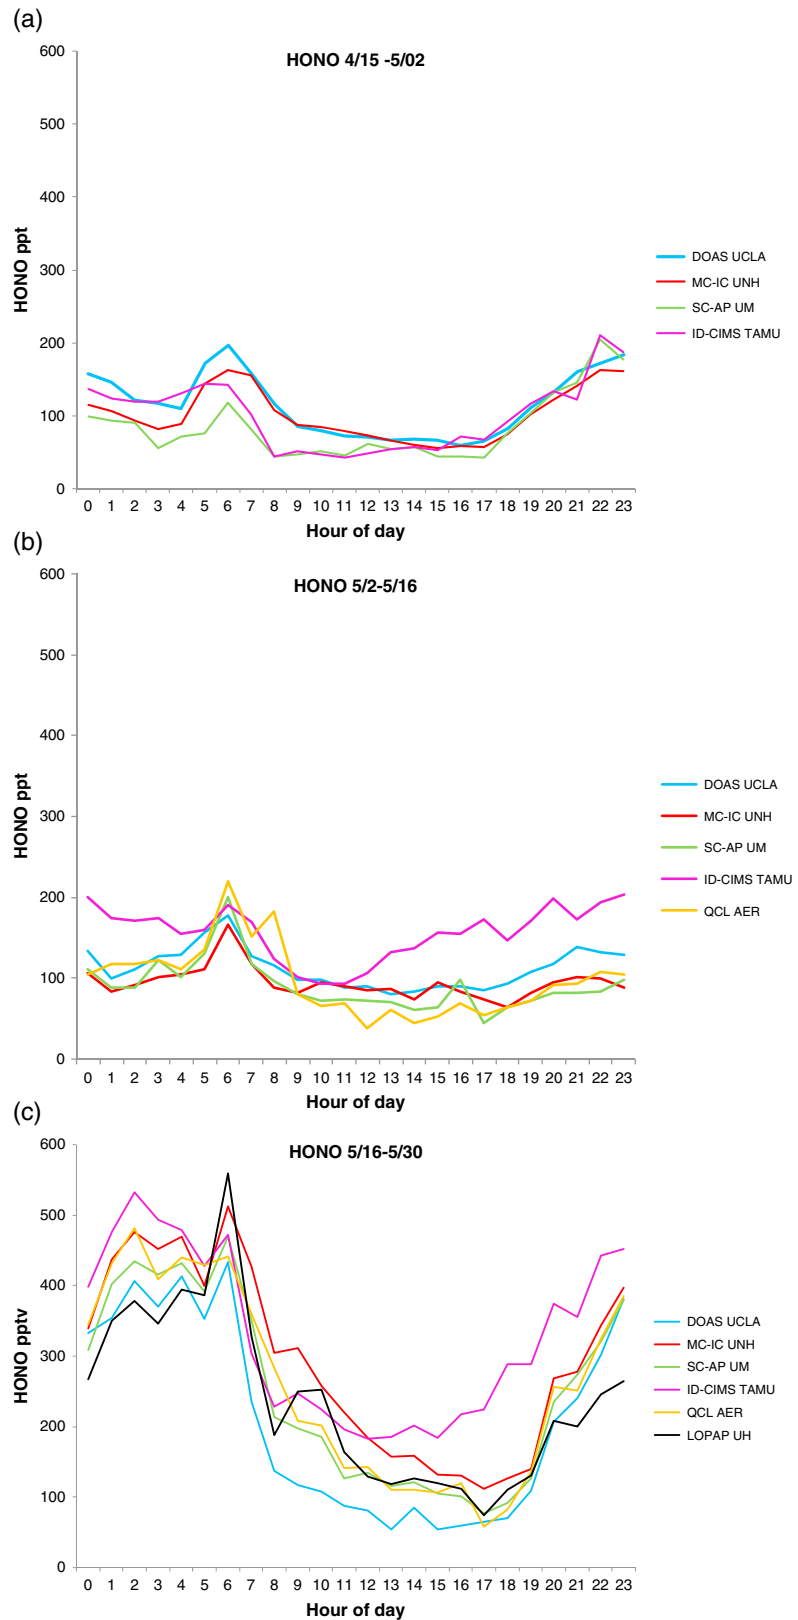 (a)
HONO 4/15 -5/02
600
500
400
300
200
100
0
HONO ppt
0 1 2 3 4 5 6 7 8 9 10 11 12 13 14 15 16 17 18 19 20 21 22 23
Hour of day
DOAS UCLA
MC-IC UNH
SC-AP UM
ID-CIMS TAMU
(b)
HONO 5/2-5/16
600
500
400
300
200
100
0
HONO ppt
0 1 2 3 4 5 6 7 8 9 10 11 12 13 14 15 16 17 18 19 20 21 22 23
Hour of day
DOAS UCLA
MC-IC UNH
SC-AP UM
ID-CIMS TAMU
QCL AER
(c)
HONO 5/16-5/30
600
500
400
300
200
100
0
HONO pptv
0 1 2 3 4 5 6 7 8 9 10 11 12 13 14 15 16 17 18 19 20 21 22 23
Hour of day
DOAS UCLA
MC-IC UNH
SC-AP UM
ID-CIMS TAMU
QCL AER
LOPAP UH